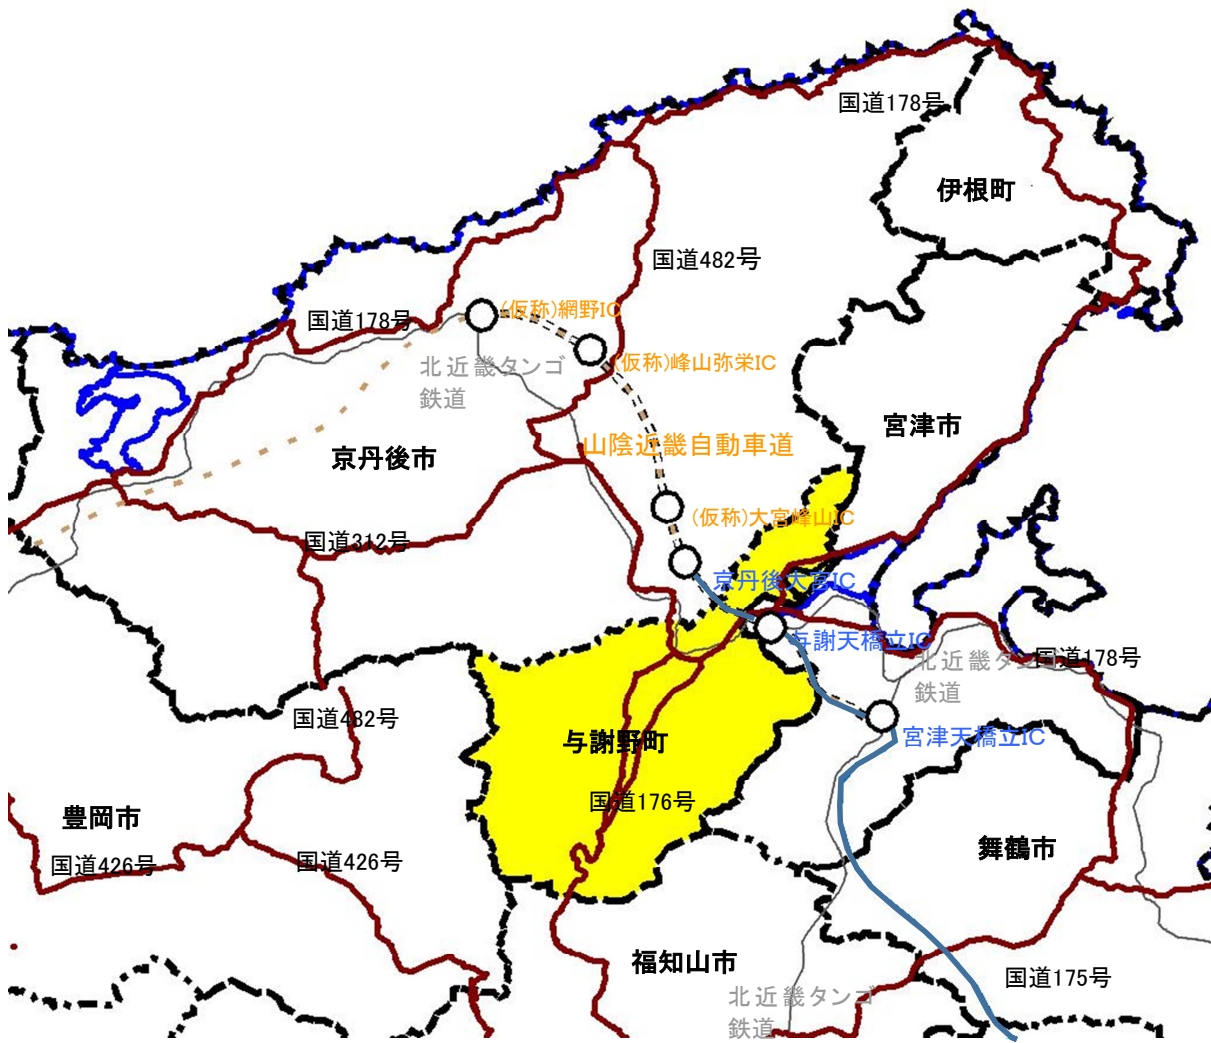 国道178号
伊根町
国道482号
(仮称)網野IC
国道178号
(仮称)峰山弥栄IC
北近畿タンゴ
鉄道
宮津市
山陰近畿自動車道
京丹後市
(仮称)大宮峰山IC
国道312号
京丹後大宮IC
与謝天橋立IC
北近畿タンゴ
鉄道
国道178号
国道482号
宮津天橋立IC
与謝野町
国道176号
豊岡市
国道426号
国道426号
舞鶴市
福知山市
国道175号
北近畿タンゴ
鉄道